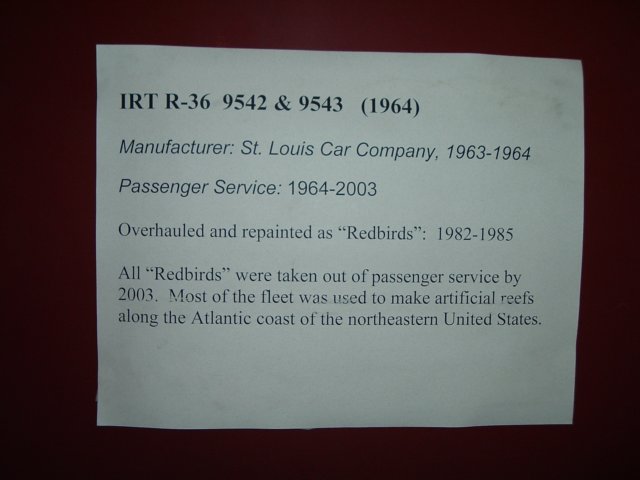 IRT R-36 9542 & 9543 (1964)
Manufacturer: St. Louis Car Company, 1963-1964
Passenger Service: 1964-2003
Overhauled and repainted as “Redbirds”: 1982-1985
All “Redbirds” were taken out of passenger service by
2003. Most of the fleet was used to make artificial reefs
along the Atlantic coast of the northeastern United States.